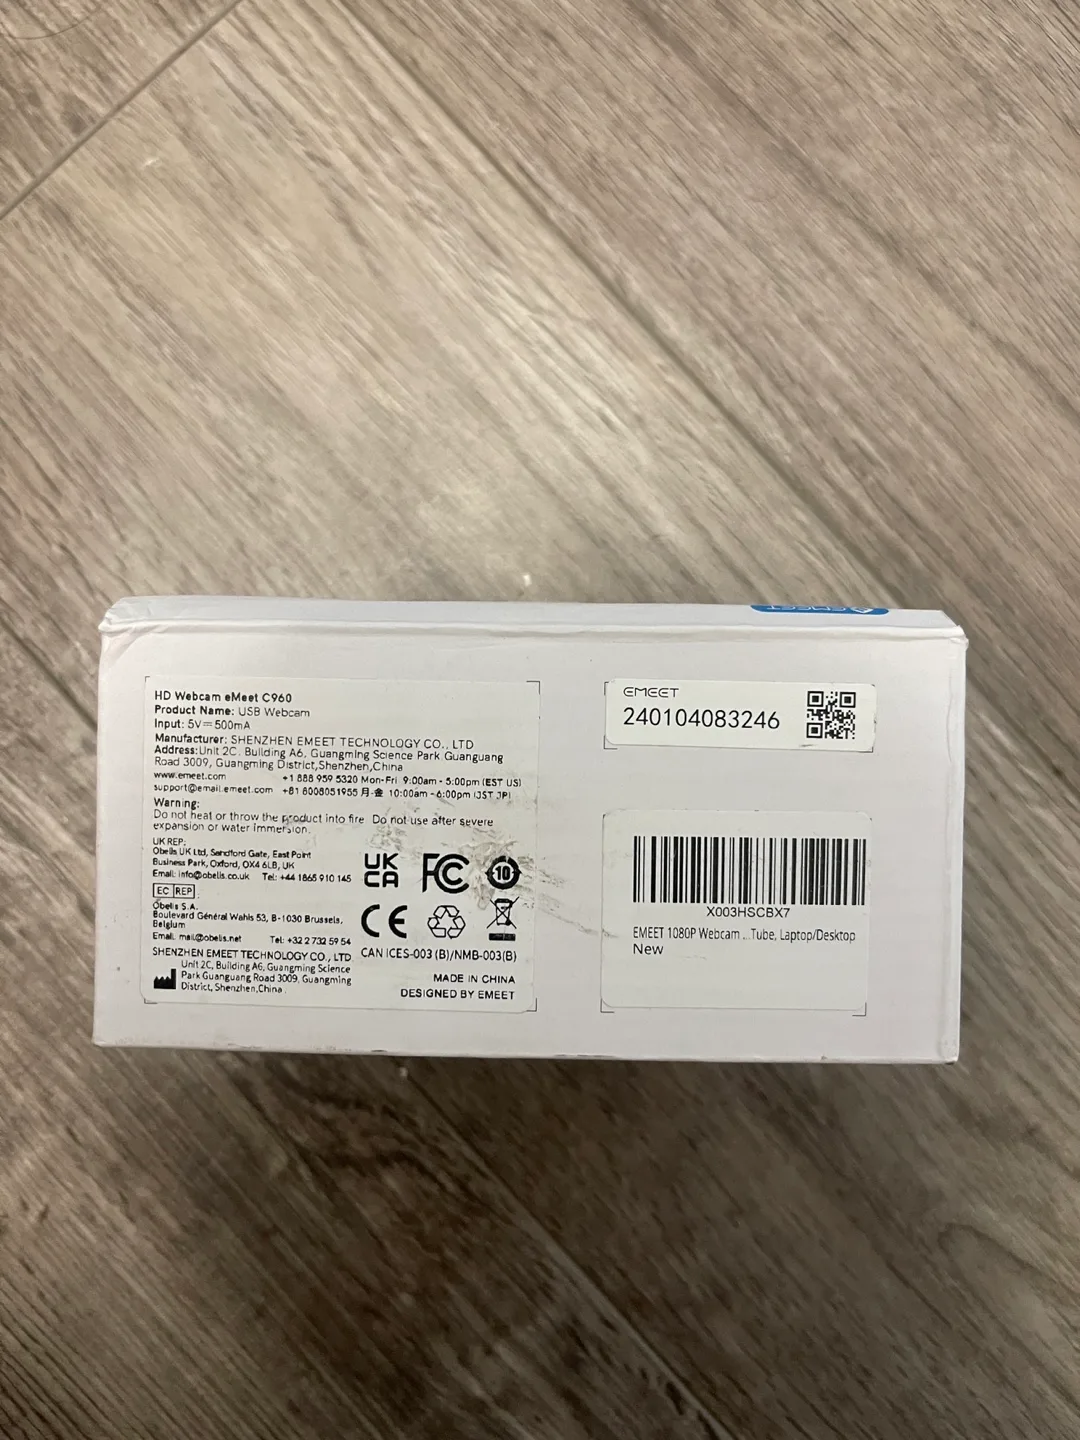 EMEET
HD Webcam eMeet C960
Product Name: USB Webcam
Input: 5V⎓500mA
Manufacturer: SHENZHEN EMEET TECHNOLOGY CO., LTD
Address:Unit 2C, Building A6, Guangming Science Park Guanguang
Road 3009, Guangming District,Shenzhen,China
www.emeet.com +1 888 959 5320 Mon-Fri 9:00am - 5:00pm (EST US)
support@email.emeet.com +81 8008051955 月-金 10:00am - 6:00pm (JST JP)
Warning:
Do not heat or throw the product into fire. Do not use after severe
expansion or water immersion.
UK REP:
Obelis UK Ltd, Sandford Gate, East Point
Business Park, Oxford, OX4 6LB, UK
Email: info@obelis.co.uk Tel: +44 1865 910 145
EC REP
Obelis S.A.
Boulevard Général Wahis 53, B-1030 Brussels,
Belgium
Email: mail@obelis.net Tel: +32 2 732 59 54
SHENZHEN EMEET TECHNOLOGY CO., LTD
Unit 2C, Building A6, Guangming Science
Park Guanguang Road 3009, Guangming
District, Shenzhen,China
UK
CA
FC
10
CE
CAN ICES-003 (B)/NMB-003(B)
MADE IN CHINA
DESIGNED BY EMEET
EMEET
240104083246
X003HSCBX7
EMEET 1080P Webcam ...Tube, Laptop/Desktop
New